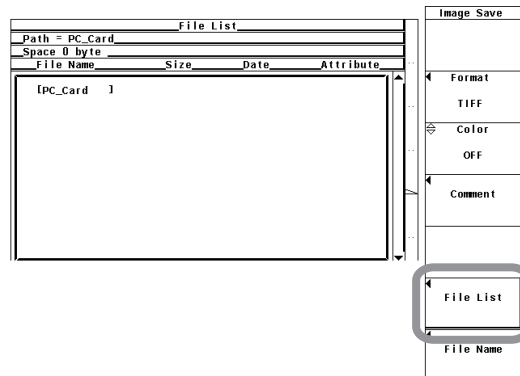 File List
Path = PC_Card
Space 0 byte
File Name Size Date Attribute
[PC_Card ]
Image Save
Format
TIFF
Color
OFF
Comment
File List
File Name